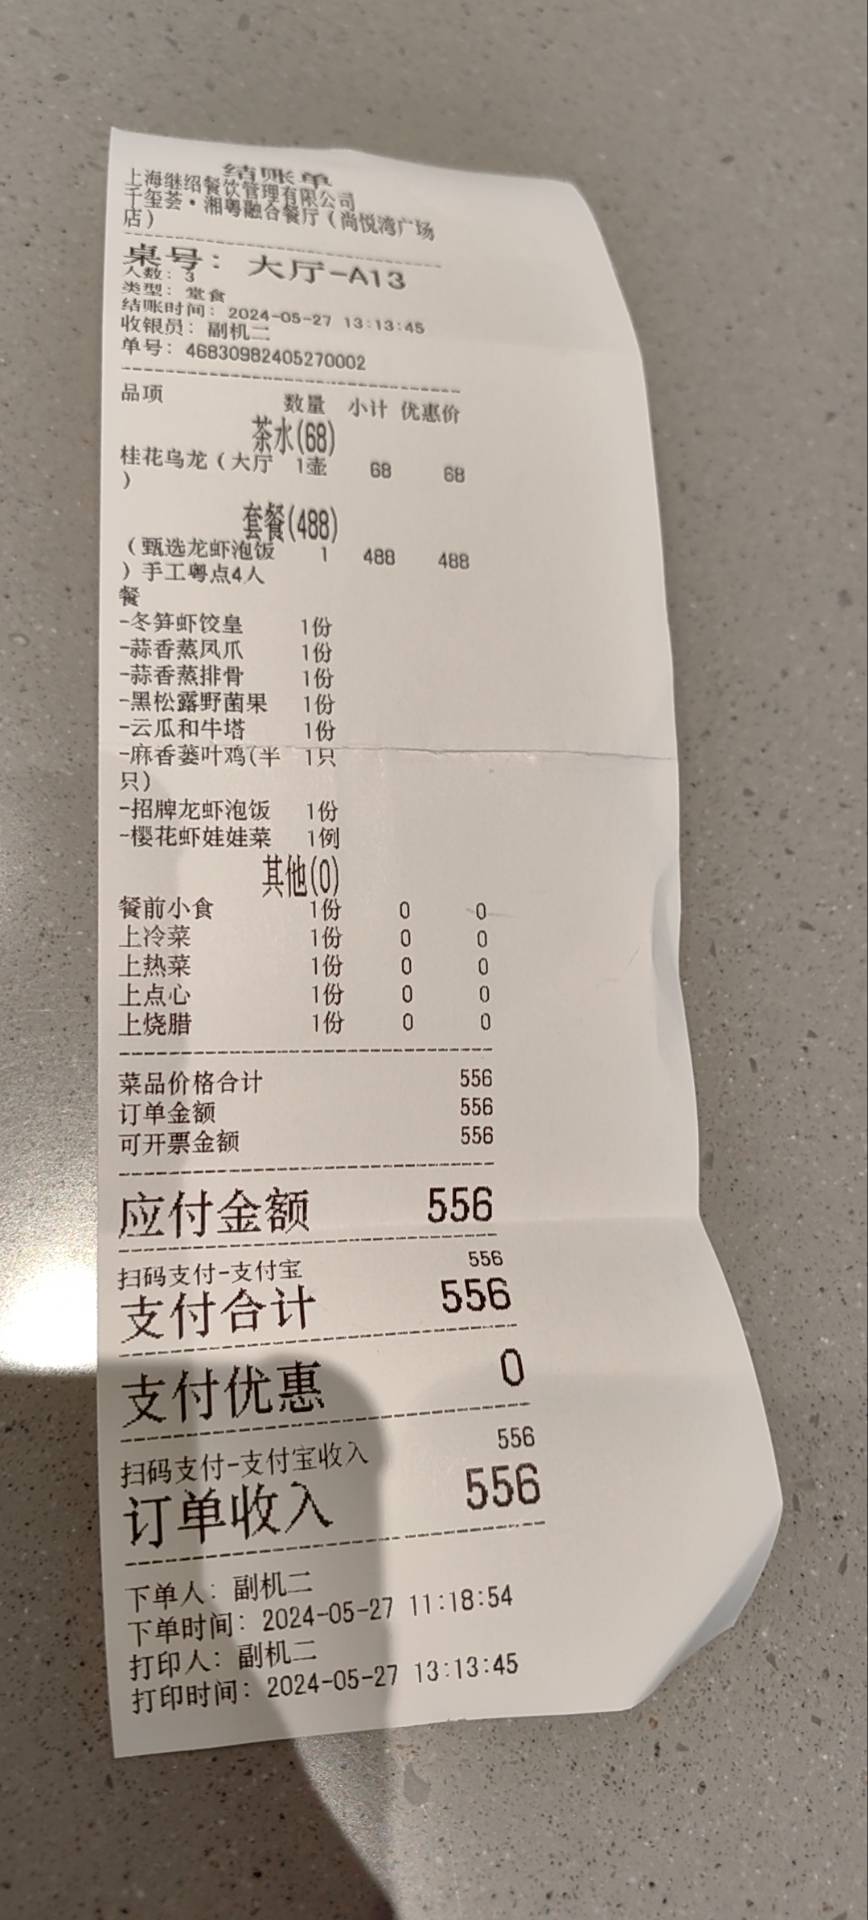 结账单
上海继绍餐饮管理有限公司
千玺荟·湘粤融合餐厅（尚悦湾广场
店）
桌号：大厅-A13
人数：3
类型：堂食
结账时间：2024-05-27 13:13:45
收银员：副机二
单号：46830982405270002
品项 数量 小计 优惠价
茶水(68)
桂花乌龙（大厅 1壶 68 68
）
套餐(488)
（甄选龙虾泡饭 1 488 488
）手工粤点4人
餐
-冬笋虾饺皇 1份
-蒜香蒸凤爪 1份
-蒜香蒸排骨 1份
-黑松露野菌果 1份
-云瓜和牛塔 1份
-麻香蒌叶鸡(半 1只
只)
-招牌龙虾泡饭 1份
-樱花虾娃娃菜 1例
其他(0)
餐前小食 1份 0 0
上冷菜 1份 0 0
上热菜 1份 0 0
上点心 1份 0 0
上烧腊 1份 0 0
菜品价格合计 556
订单金额 556
可开票金额 556
应付金额 556
扫码支付-支付宝 556
支付合计 556
支付优惠 0
扫码支付-支付宝收入 556
订单收入 556
下单人：副机二
下单时间：2024-05-27 11:18:54
打印人：副机二
打印时间：2024-05-27 13:13:45